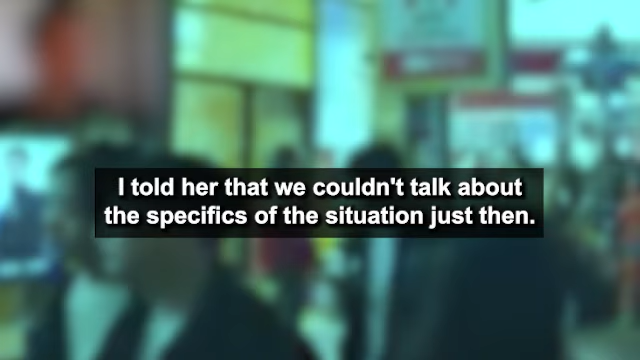 I told her that we couldn't talk about
the specifics of the situation just then.